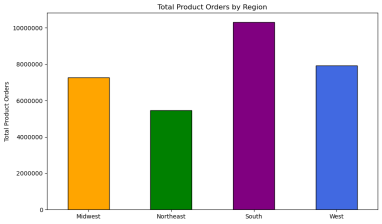 Total Product Orders by Region
Total Product Orders
10000000
8000000
6000000
4000000
2000000
0
Midwest
Northeast
South
West